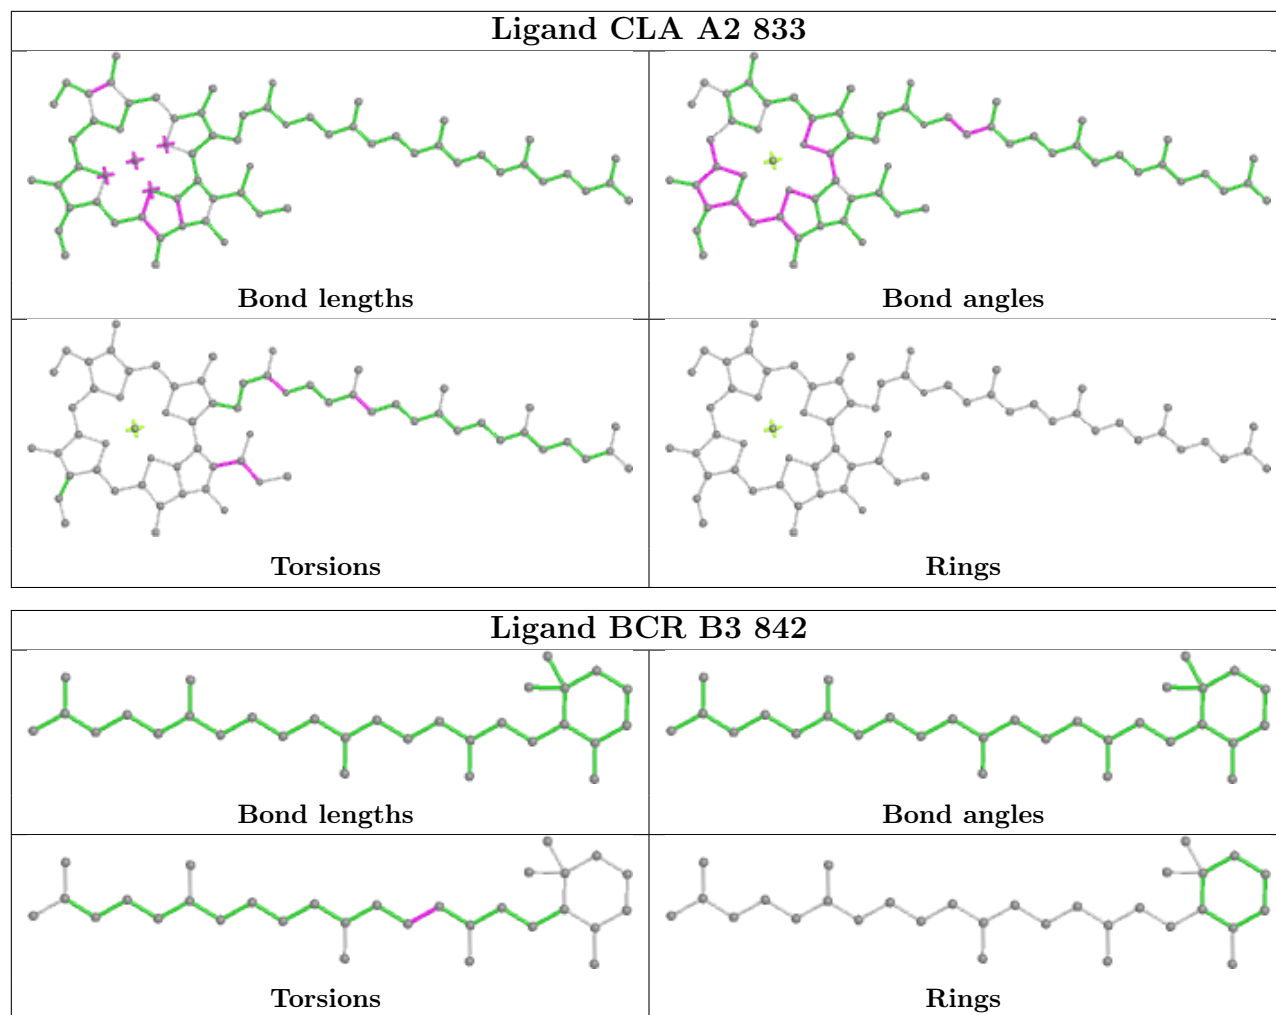 Ligand CLA A2 833
Bond lengths
Bond angles
Torsions
Rings
Ligand BCR B3 842
Bond lengths
Bond angles
Torsions
Rings